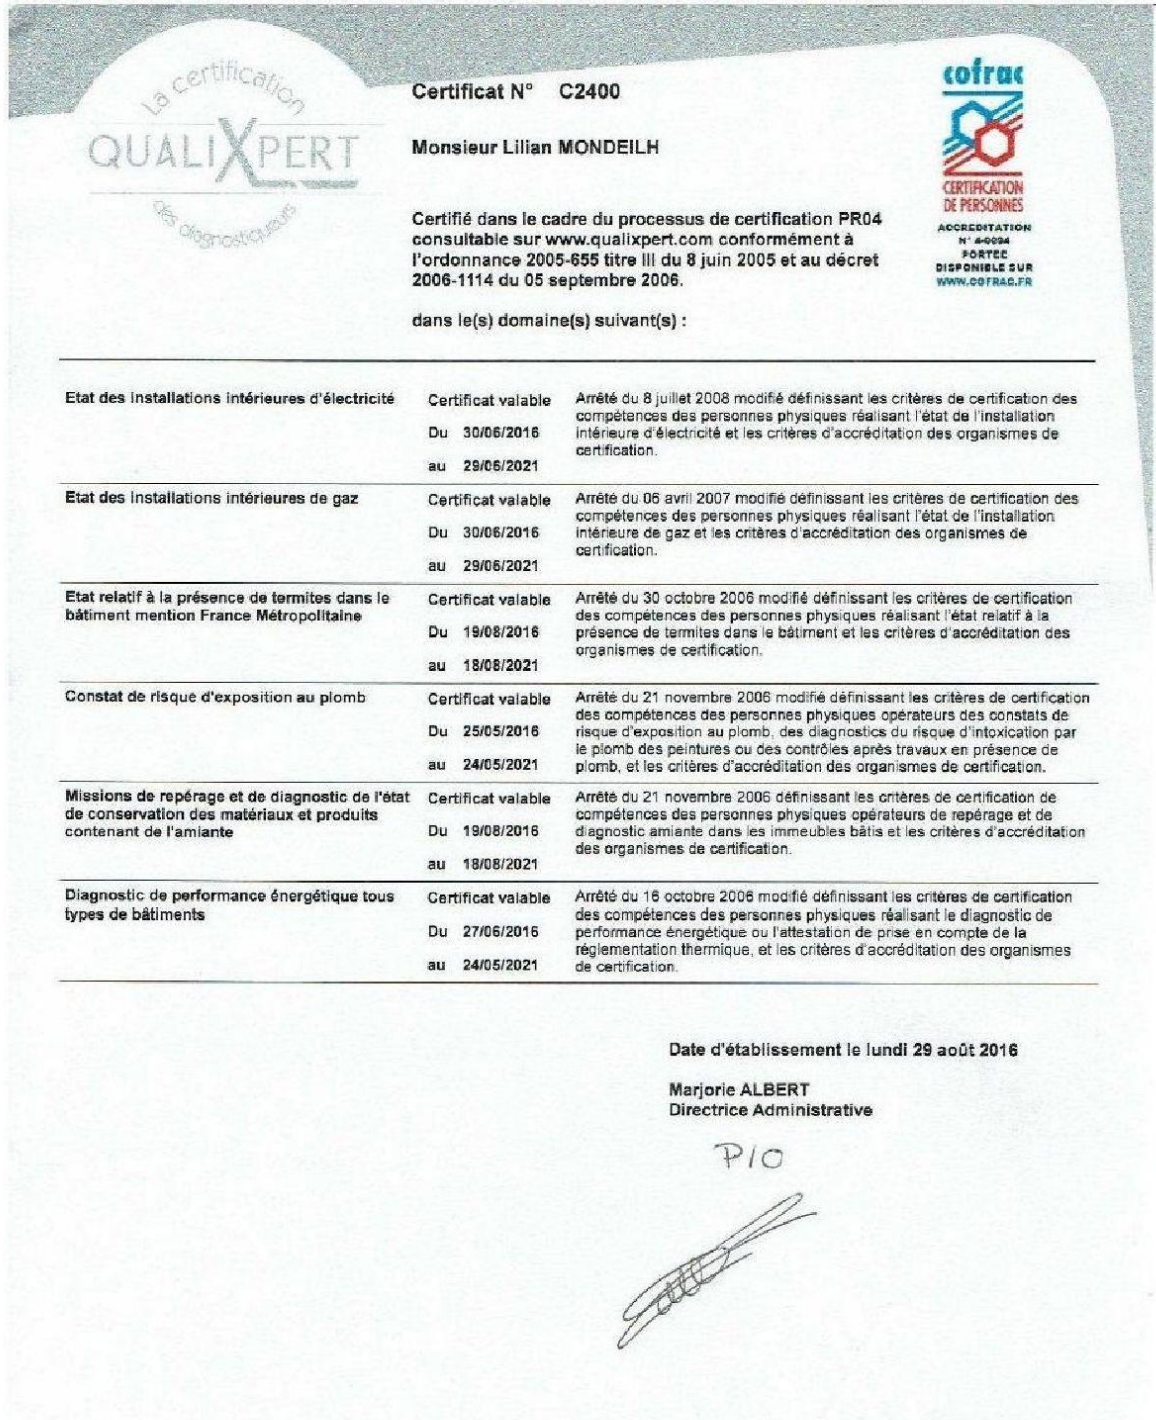 La certification
QUALIXPERT
des diagnostiqueurs
Certificat N° C2400
Monsieur Lilian MONDEILH
Certifié dans le cadre du processus de certification PR04
consultable sur www.qualixpert.com conformément à
l'ordonnance 2005-655 titre III du 8 juin 2005 et au décret
2006-1114 du 05 septembre 2006.
dans le(s) domaine(s) suivant(s) :
cofrac
CERTIFICATION
DE PERSONNES
ACCREDITATION
N° 4-0094
PORTEE
DISPONIBLE SUR
WWW.COFRAC.FR
Etat des installations intérieures d'électricité
Certificat valable
Du 30/06/2016
au 29/06/2021
Arrêté du 8 juillet 2008 modifié définissant les critères de certification des
compétences des personnes physiques réalisant l'état de l'installation
intérieure d'électricité et les critères d'accréditation des organismes de
certification.
Etat des installations intérieures de gaz
Certificat valable
Du 30/06/2016
au 29/06/2021
Arrêté du 06 avril 2007 modifié définissant les critères de certification des
compétences des personnes physiques réalisant l'état de l'installation
intérieure de gaz et les critères d'accréditation des organismes de
certification.
Etat relatif à la présence de termites dans le
bâtiment mention France Métropolitaine
Certificat valable
Du 19/08/2016
au 18/08/2021
Arrêté du 30 octobre 2006 modifié définissant les critères de certification
des compétences des personnes physiques réalisant l'état relatif à la
présence de termites dans le bâtiment et les critères d'accréditation des
organismes de certification.
Constat de risque d'exposition au plomb
Certificat valable
Du 25/05/2016
au 24/05/2021
Arrêté du 21 novembre 2006 modifié définissant les critères de certification
des compétences des personnes physiques opérateurs des constats de
risque d'exposition au plomb, des diagnostics du risque d'intoxication par
le plomb des peintures ou des contrôles après travaux en présence de
plomb, et les critères d'accréditation des organismes de certification.
Missions de repérage et de diagnostic de l'état
de conservation des matériaux et produits
contenant de l'amiante
Certificat valable
Du 19/08/2016
au 18/08/2021
Arrêté du 21 novembre 2006 définissant les critères de certification de
compétences des personnes physiques opérateurs de repérage et de
diagnostic amiante dans les immeubles bâtis et les critères d'accréditation
des organismes de certification.
Diagnostic de performance énergétique tous
types de bâtiments
Certificat valable
Du 27/06/2016
au 24/05/2021
Arrêté du 16 octobre 2006 modifié définissant les critères de certification
des compétences des personnes physiques réalisant le diagnostic de
performance énergétique ou l'attestation de prise en compte de la
réglementation thermique, et les critères d'accréditation des organismes
de certification.
Date d'établissement le lundi 29 août 2016
Marjorie ALBERT
Directrice Administrative
P/O